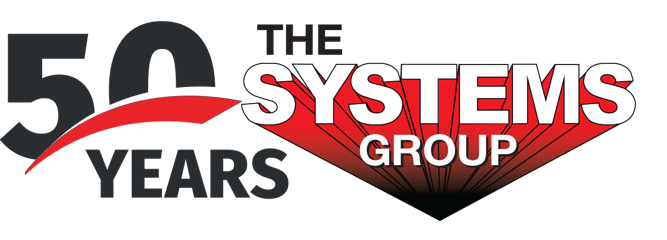 50
YEARS
THE
SYSTEMS
GROUP